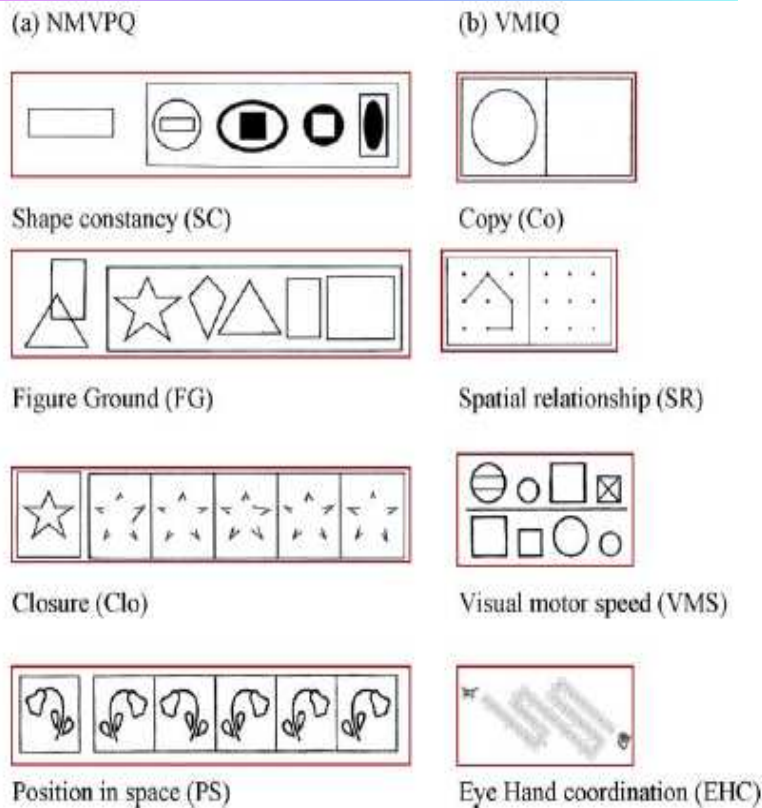 (a) NMVPQ
(b) VMIQ
Shape constancy (SC)
Copy (Co)
Figure Ground (FG)
Spatial relationship (SR)
Closure (Clo)
Visual motor speed (VMS)
Position in space (PS)
Eye Hand coordination (EHC)